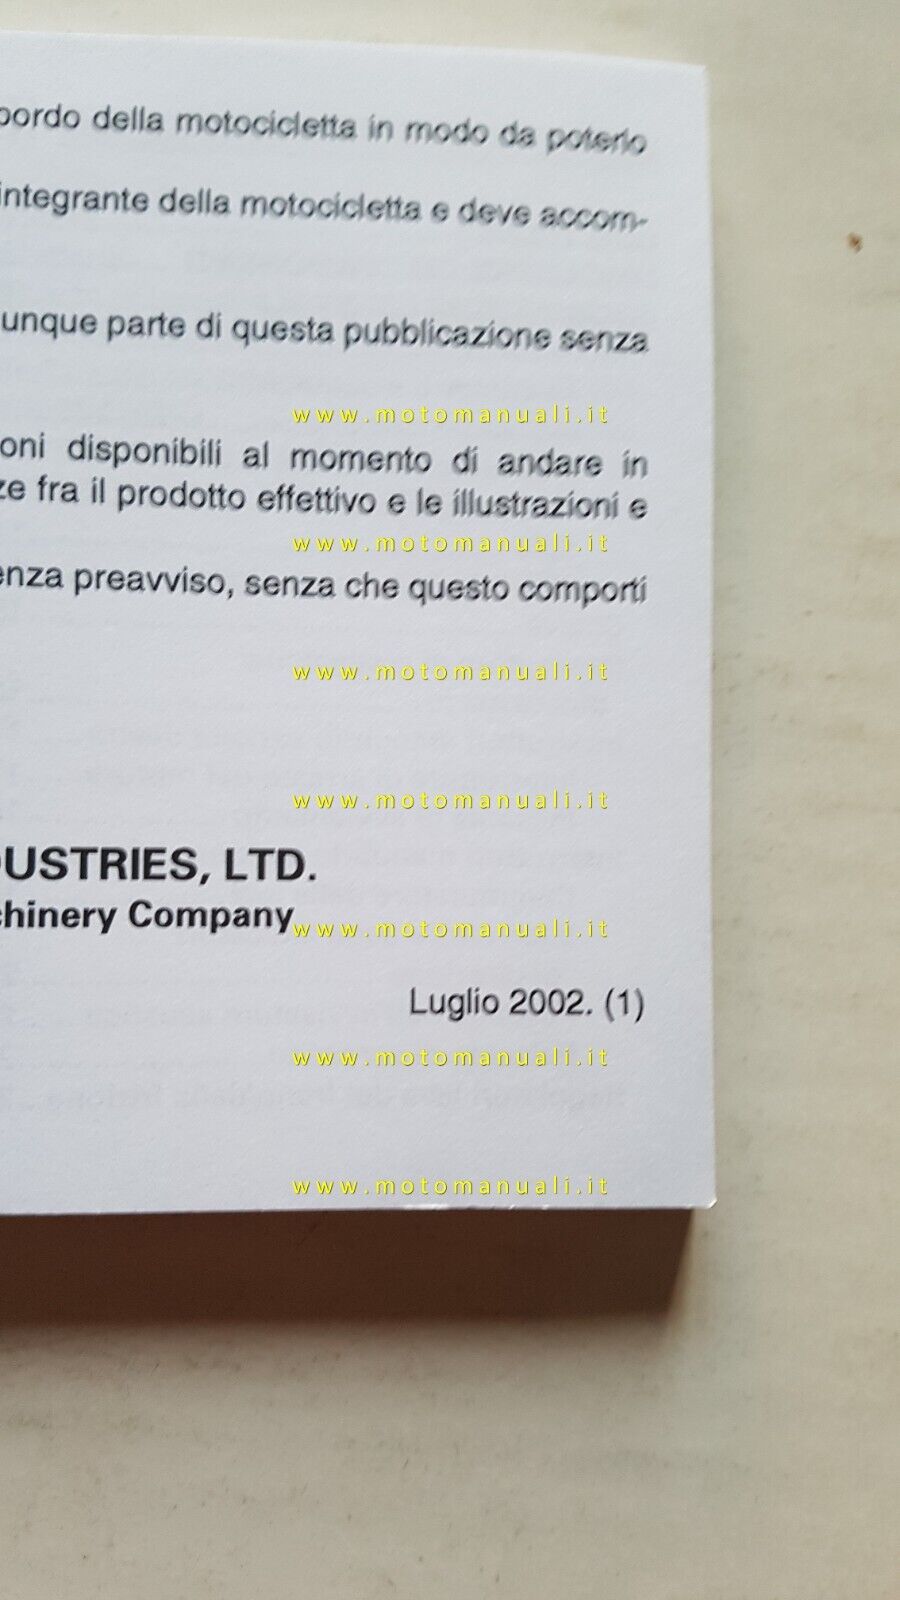 bordo della motocicletta in modo da poterlo
integrante della motocicletta e deve accom-
unque parte di questa pubblicazione senza
www.motomanuali.it
oni disponibili al momento di andare in
ze fra il prodotto effettivo e le illustrazioni e
www.motomanuali.it
enza preavviso, senza che questo comporti
www.motomanuali.it
www.motomanuali.it
DUSTRIES, LTD.
chinery Company
www.motomanuali.it
Luglio 2002. (1)
www.motomanuali.it
www.motomanuali.it